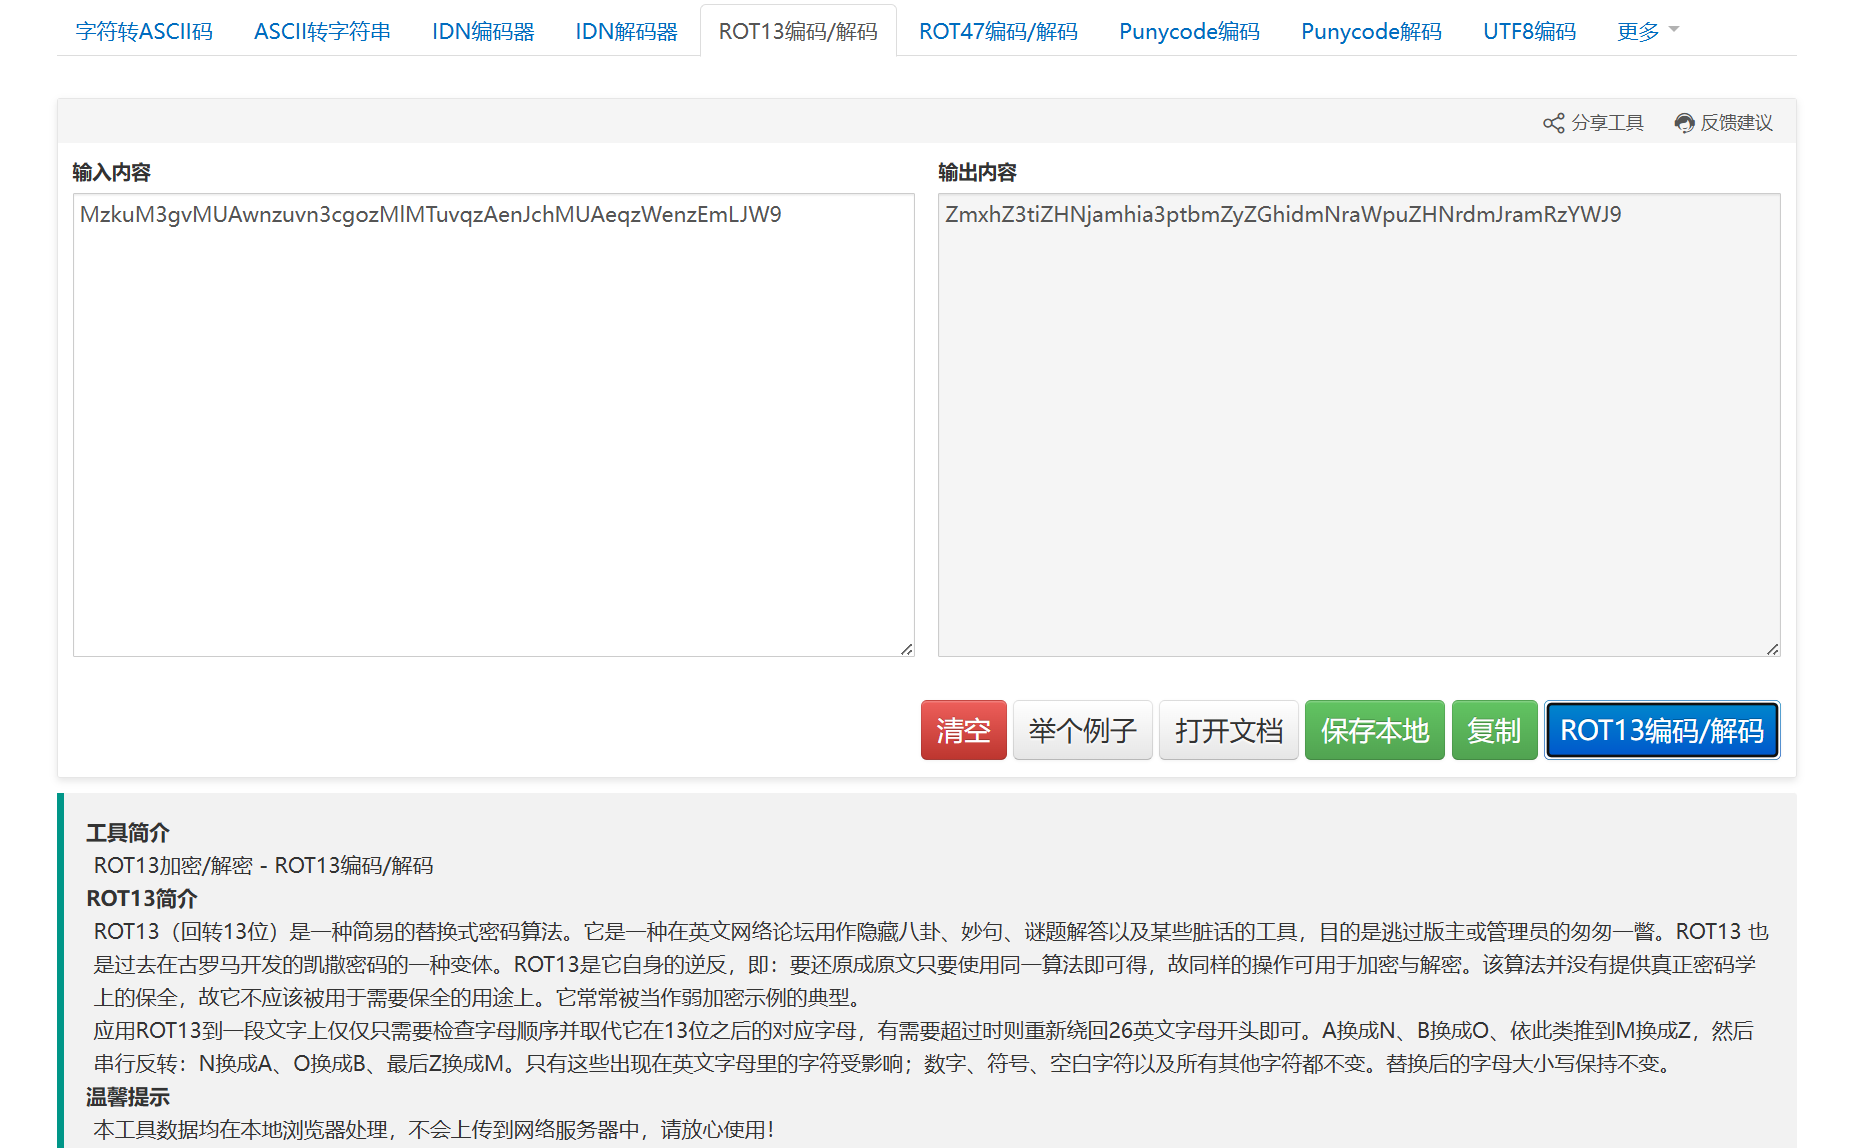 字符转ASCII码 ASCII转字符串 IDN编码器 IDN解码器 ROT13编码/解码 ROT47编码/解码 Punycode编码 Punycode解码 UTF8编码 更多
分享工具 反馈建议
输入内容 输出内容
MzkuM3gvMUAwnzuvn3cgozMlMTuvqzAenJchMUAeqzWenzEmLJW9 ZmxhZ3tiZHNjamhia3ptbmZyZGhidmNraWpuZHNrdmJramRzYWJ9
清空 举个例子 打开文档 保存本地 复制 ROT13编码/解码
工具简介
ROT13加密/解密 - ROT13编码/解码
ROT13简介
ROT13（回转13位）是一种简易的替换式密码算法。它是一种在英文网络论坛用作隐藏八卦、妙句、谜题解答以及某些脏话的工具，目的是逃过版主或管理员的匆匆一瞥。ROT13 也
是过去在古罗马开发的凯撒密码的一种变体。ROT13是它自身的逆反，即：要还原成原文只要使用同一算法即可得，故同样的操作可用于加密与解密。该算法并没有提供真正密码学
上的保全，故它不应该被用于需要保全的用途上。它常常被当作弱加密示例的典型。
应用ROT13到一段文字上仅仅只需要检查字母顺序并取代它在13位之后的对应字母，有需要超过时则重新绕回26英文字母开头即可。A换成N、B换成O、依此类推到M换成Z，然后
串行反转：N换成A、O换成B、最后Z换成M。只有这些出现在英文字母里的字符受影响；数字、符号、空白字符以及所有其他字符都不变。替换后的字母大小写保持不变。
温馨提示
本工具数据均在本地浏览器处理，不会上传到网络服务器中，请放心使用！